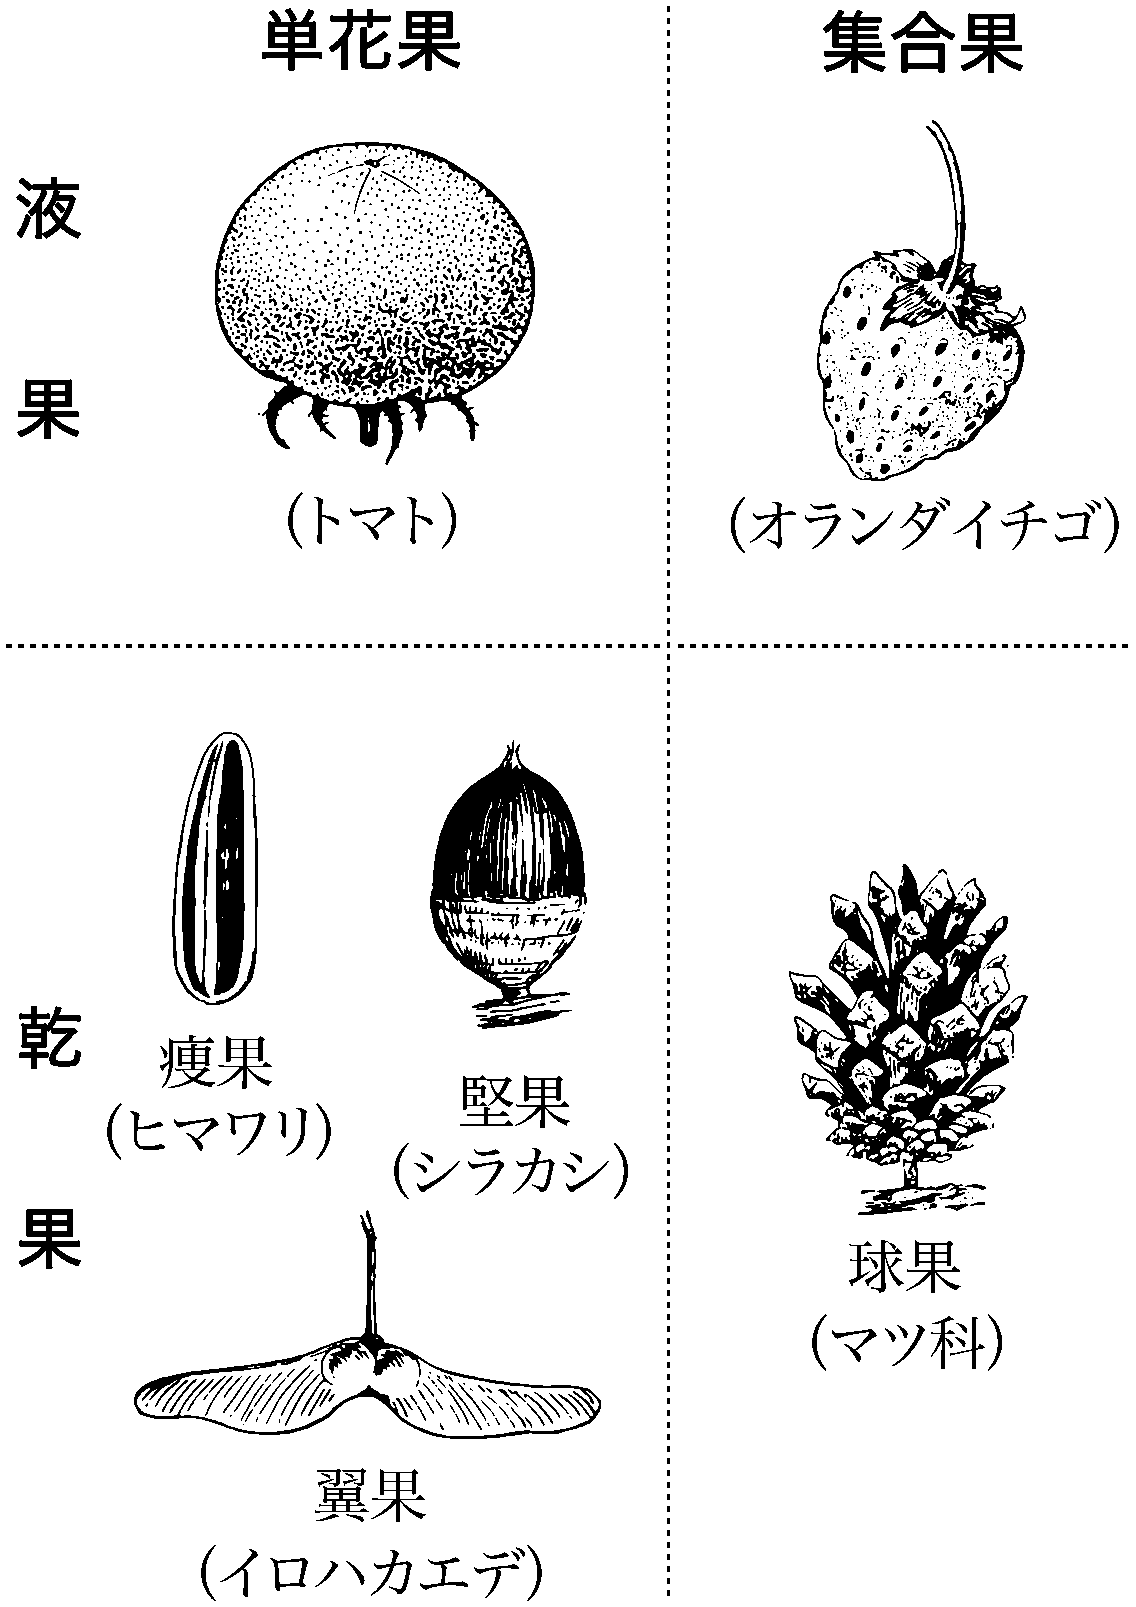 単花果
集合果
液果
(トマト)
(オランダイチゴ)
乾果
痩果
(ヒマワリ)
堅果
(シラカシ)
翼果
(イロハカエデ)
球果
(マツ科)